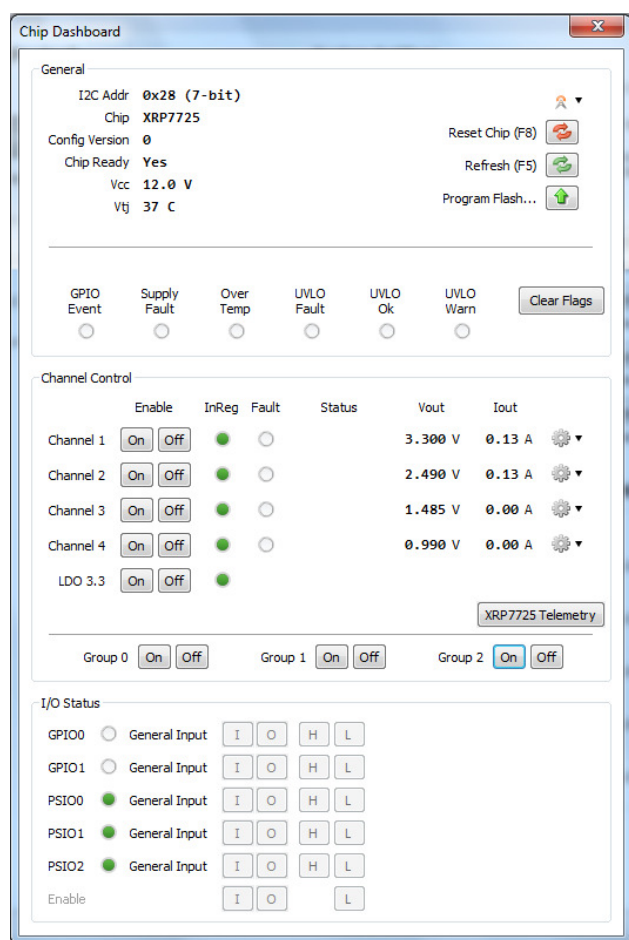 Chip Dashboard
General
I2C Addr 0x28 (7-bit)
Chip XRP7725
Config Version 0
Chip Ready Yes
Vcc 12.0 V
Vtj 37 C
Reset Chip (F8)
Refresh (F5)
Program Flash...
GPIO Event
Supply Fault
Over Temp
UVLO Fault
UVLO Ok
UVLO Warn
Clear Flags
Channel Control
Enable InReg Fault Status Vout Iout
Channel 1 On Off 3.300 V 0.13 A
Channel 2 On Off 2.490 V 0.13 A
Channel 3 On Off 1.485 V 0.00 A
Channel 4 On Off 0.990 V 0.00 A
LDO 3.3 On Off
XRP7725 Telemetry
Group 0 On Off Group 1 On Off Group 2 On Off
I/O Status
GPIO0 General Input I O H L
GPIO1 General Input I O H L
PSIO0 General Input I O H L
PSIO1 General Input I O H L
PSIO2 General Input I O H L
Enable I O L